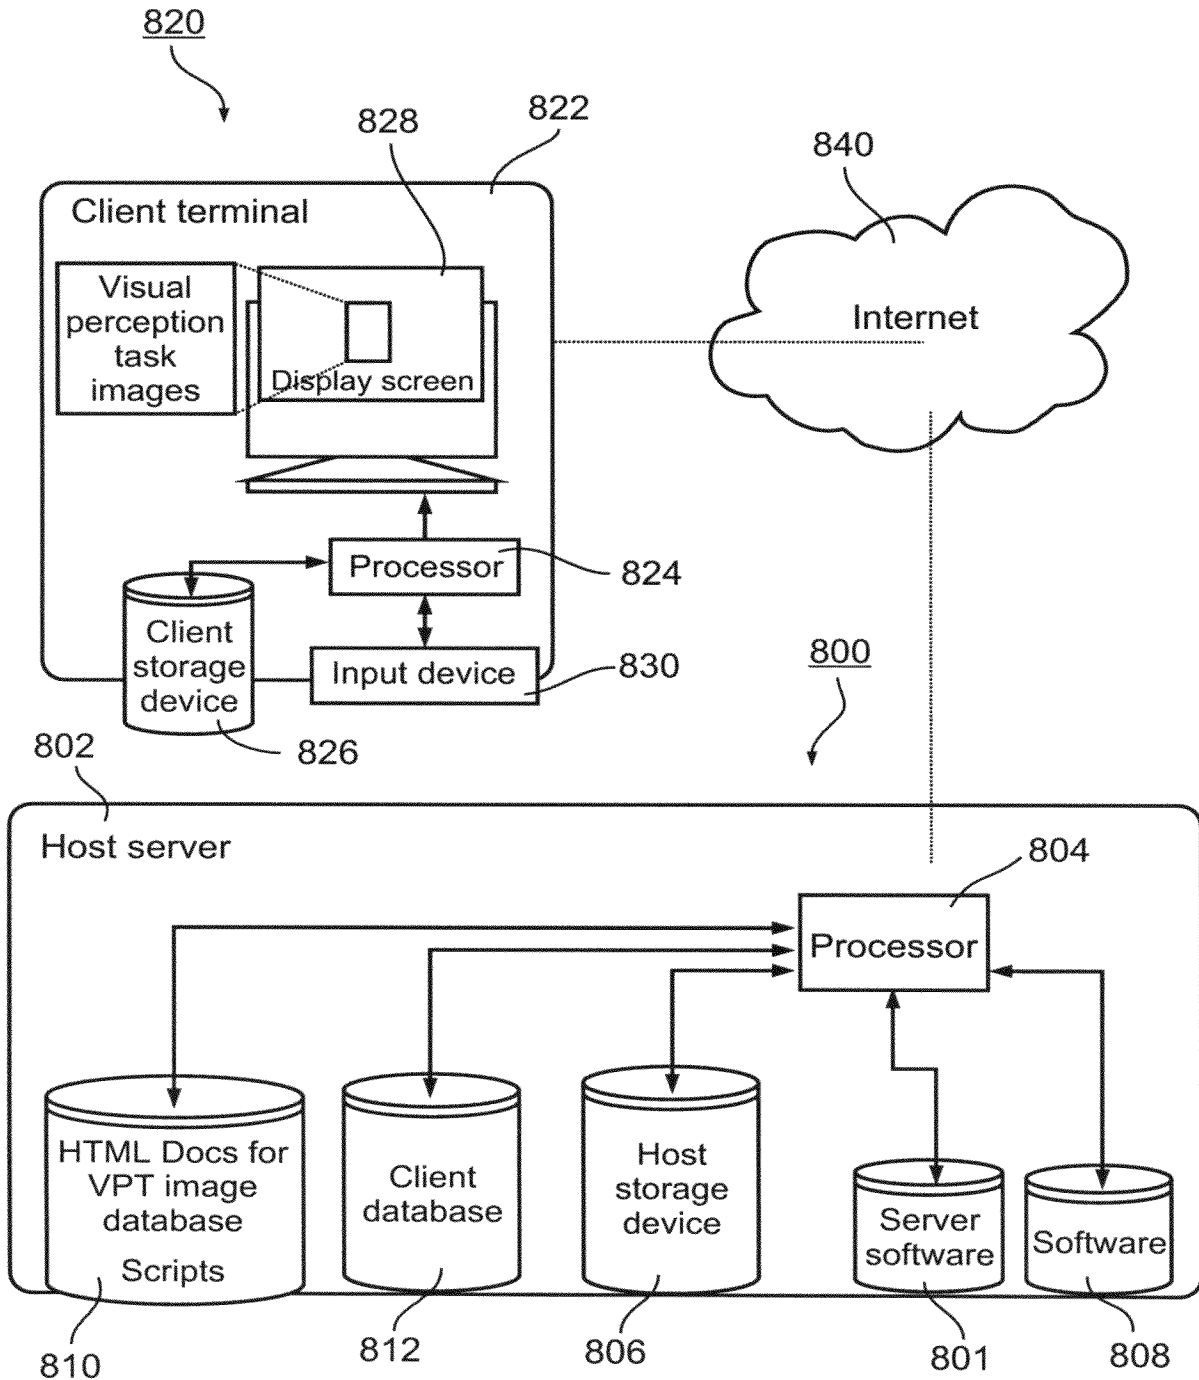 820
822
828
840
Client terminal
Visual
perception
task
images
Display screen
Internet
Processor
824
Client
storage
device
Input device
830
826
800
802
Host server
804
Processor
HTML Docs for
VPT image
database
Scripts
Client
database
Host
storage
device
Server
software
Software
810
812
806
801
808